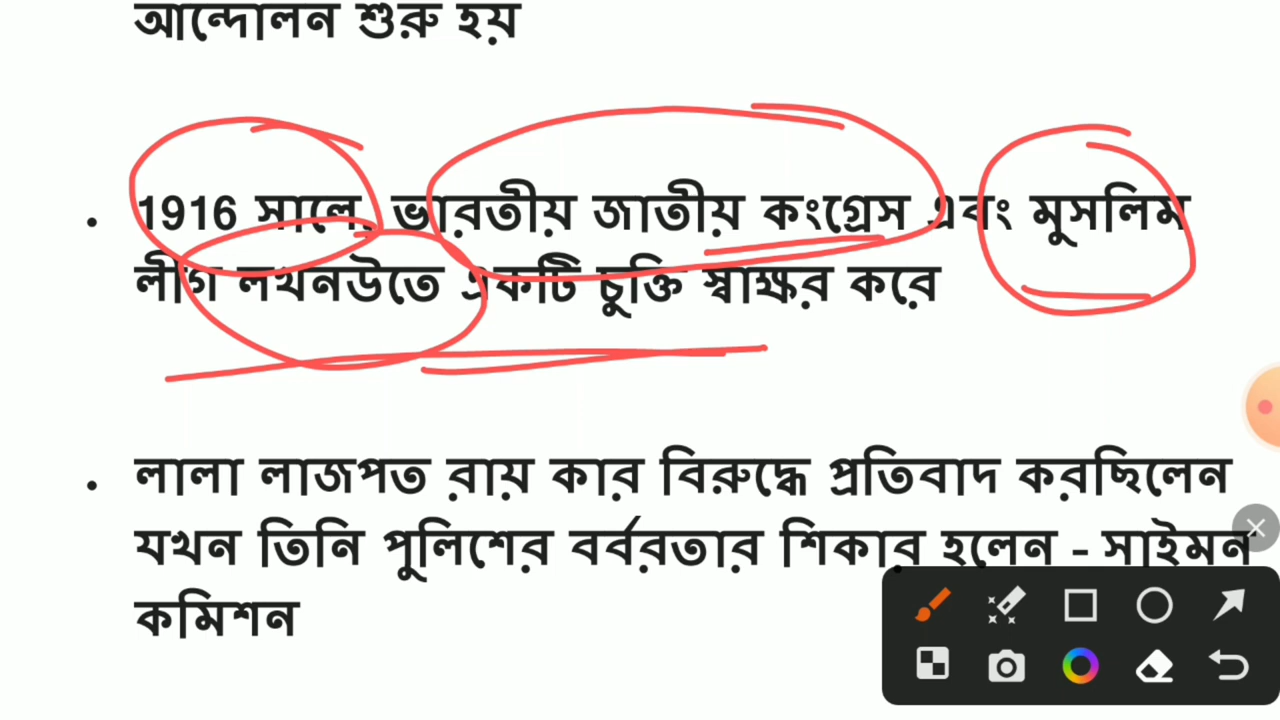 আন্দোলন শুরু হয়
. 1916 সালে, ভারতীয় জাতীয় কংগ্রেস এবং মুসলিম
লীগ লখনউতে একটি চুক্তি স্বাক্ষর করে
. লালা লাজপত রায় কার বিরুদ্ধে প্রতিবাদ করছিলেন
যখন তিনি পুলিশের বর্বরতার শিকার হলেন - সাইমন
কমিশন